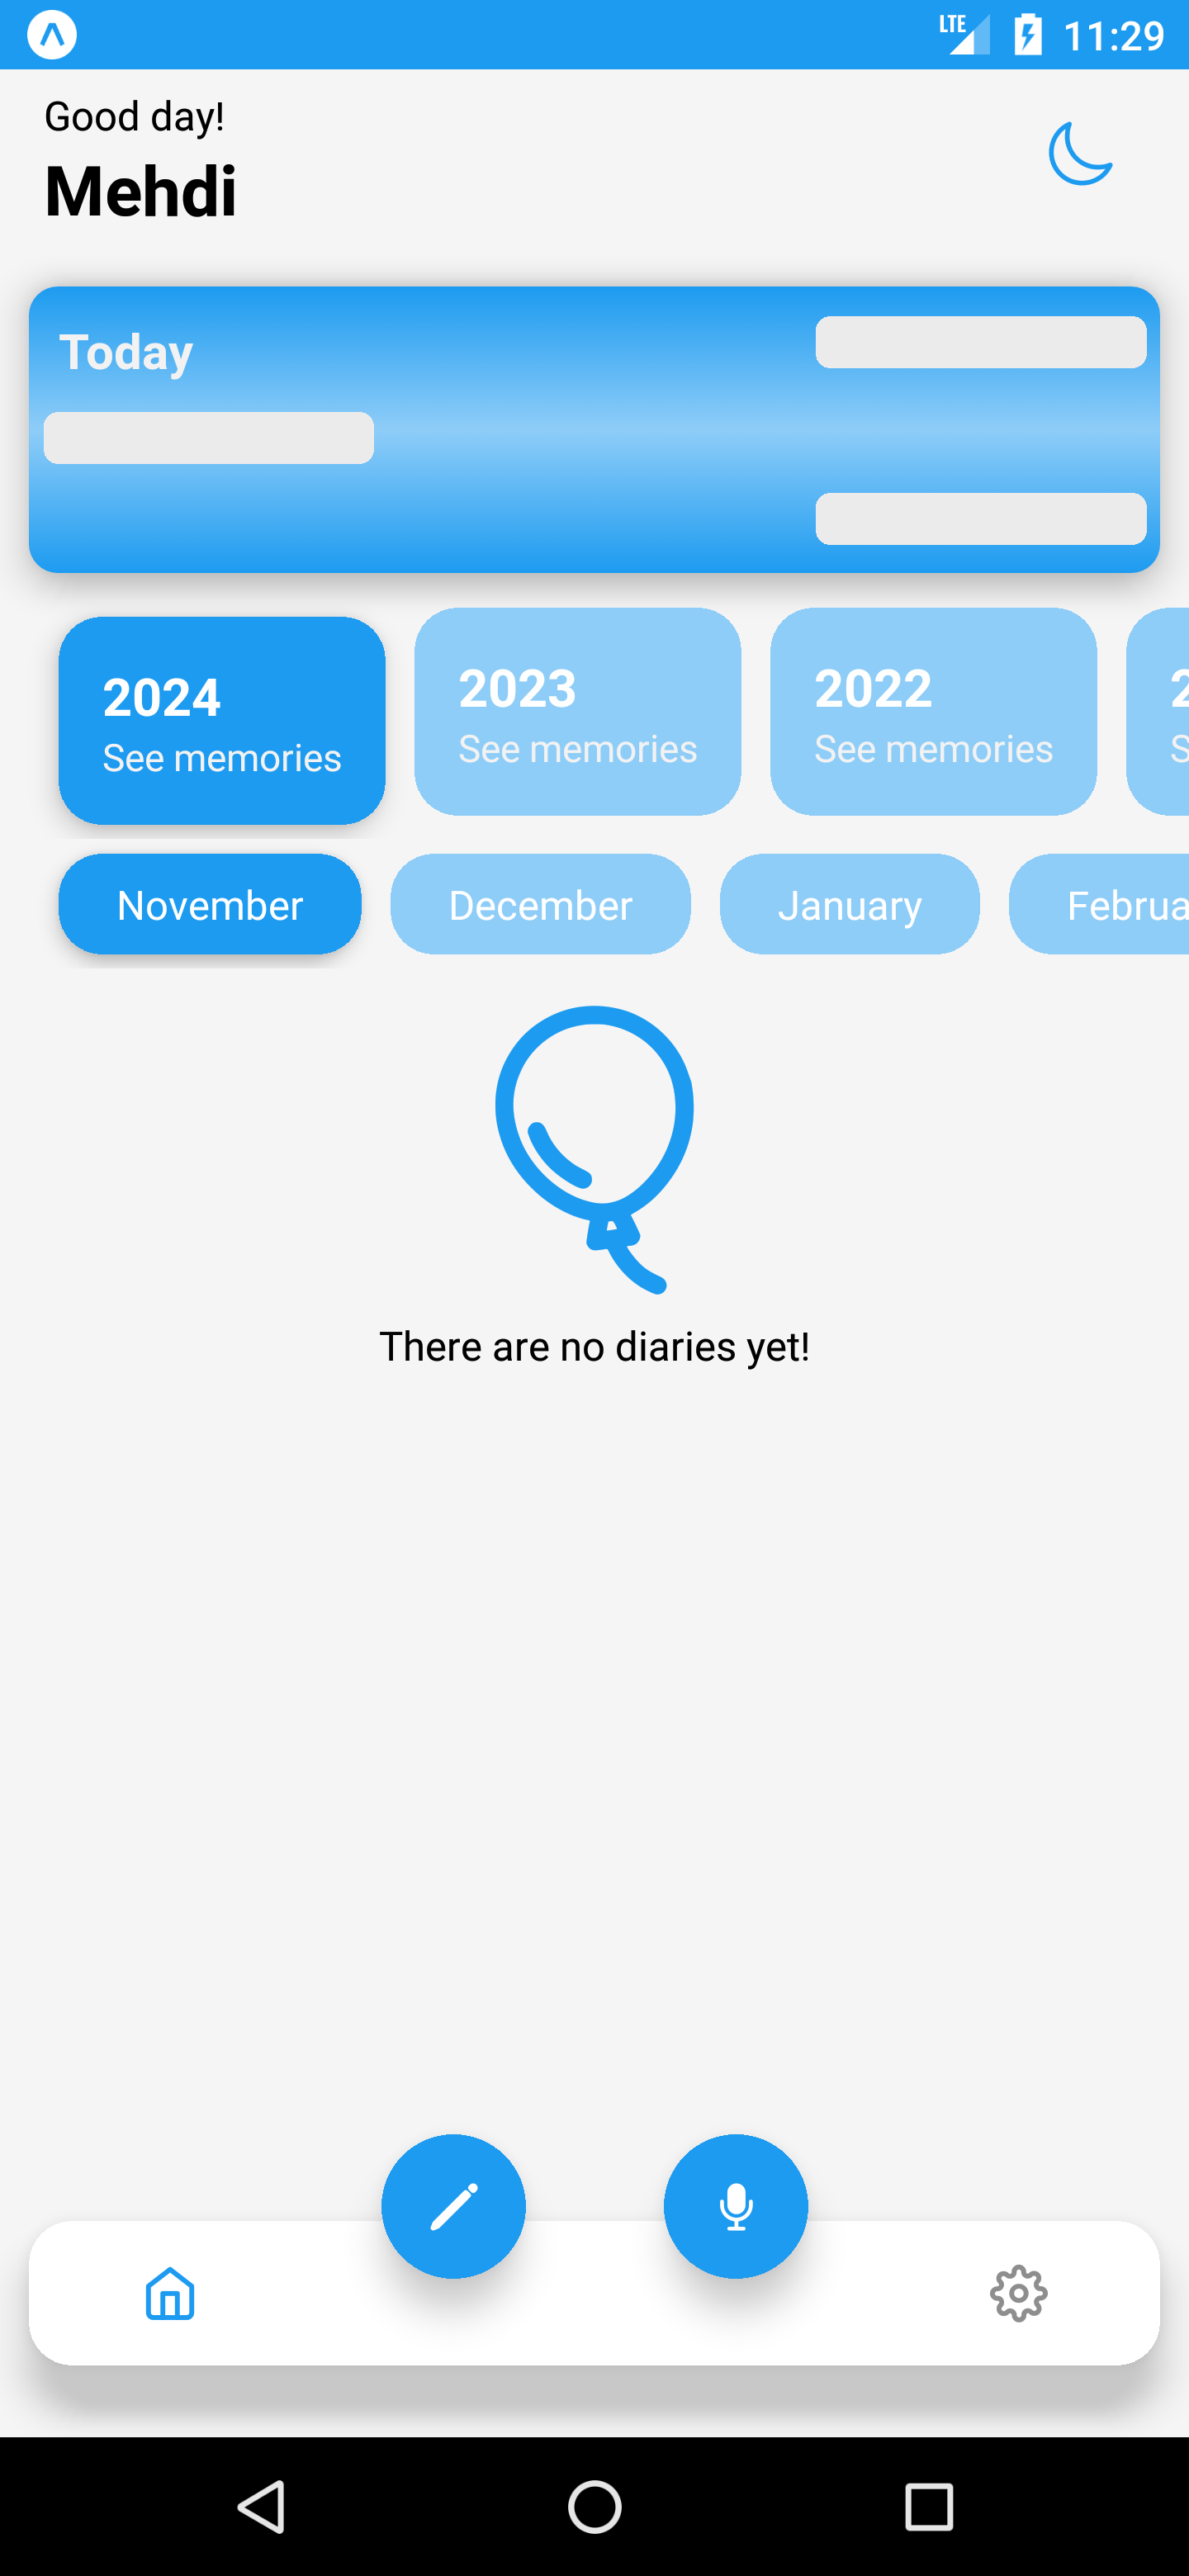 LTE 11:29
Good day!
Mehdi
Today
2024
See memories
2023
See memories
2022
See memories
November
December
January
Februa
There are no diaries yet!